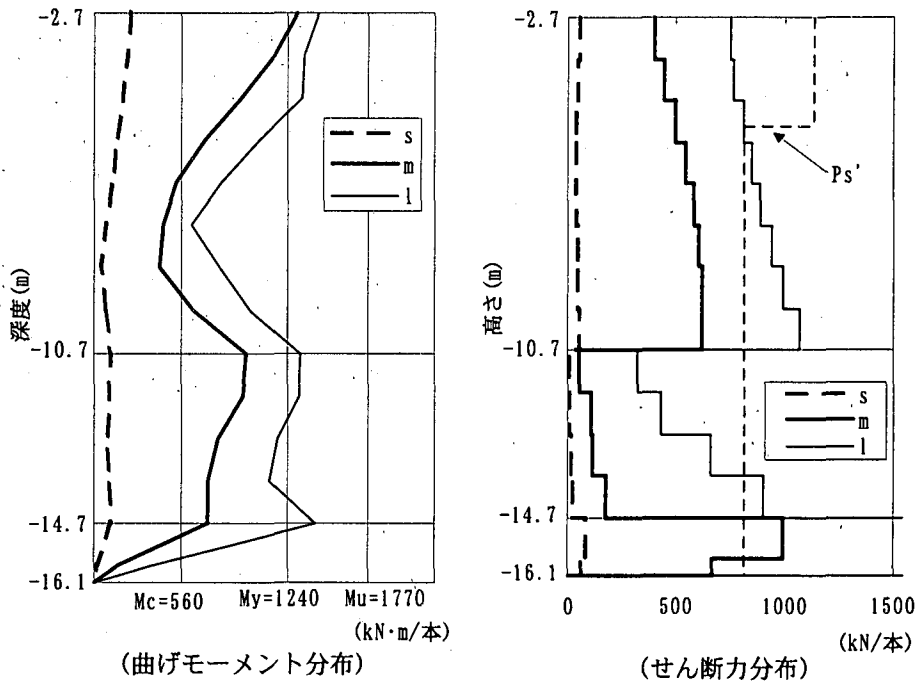 -2.7
-10.7
-14.7
-16.1
深度(m)
s
m
l
Mc=560 My=1240 Mu=1770
(kN·m/本)
(曲げモーメント分布)
-2.7
-10.7
-14.7
-16.1
高さ(m)
Ps'
s
m
l
0 500 1000 1500
(kN/本)
(せん断力分布)